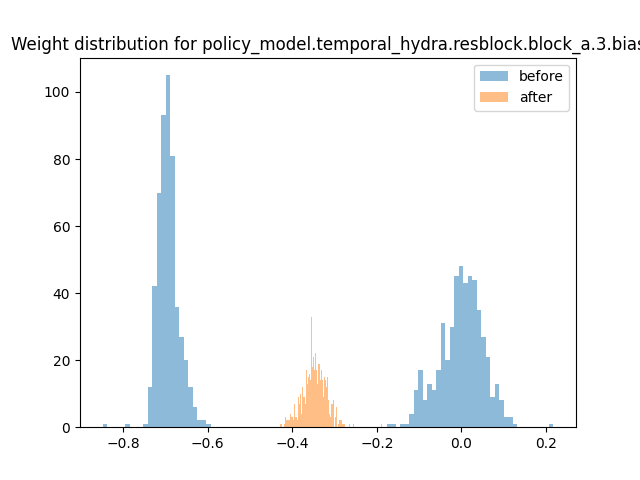 Weight distribution for policy_model.temporal_hydra.resblock.block_a.3.bias
before
after
100
80
60
40
20
0
−0.8 −0.6 −0.4 −0.2 0.0 0.2